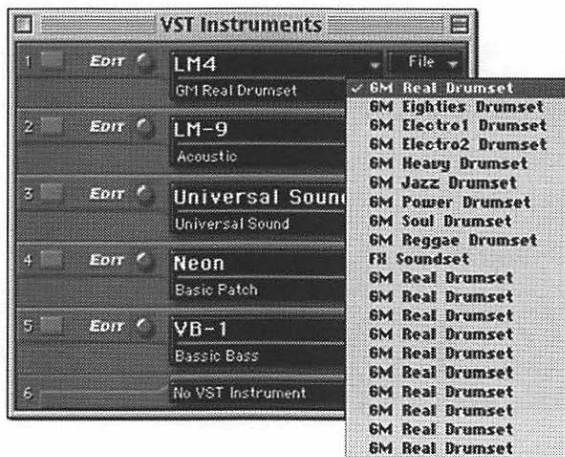 VST Instruments
1 EDIT LM4 File
GM Real Drumset
2 EDIT LM-9
Acoustic
3 EDIT Universal Soun
Universal Sound
4 EDIT Neon
Basic Patch
5 EDIT VB-1
Bassic Bass
6 No VST Instrument
✓ GM Real Drumset
GM Eighties Drumset
GM Electro1 Drumset
GM Electro2 Drumset
GM Heavy Drumset
GM Jazz Drumset
GM Power Drumset
GM Soul Drumset
GM Reggae Drumset
FX Soundset
GM Real Drumset
GM Real Drumset
GM Real Drumset
GM Real Drumset
GM Real Drumset
GM Real Drumset
GM Real Drumset
GM Real Drumset
GM Real Drumset
GM Real Drumset